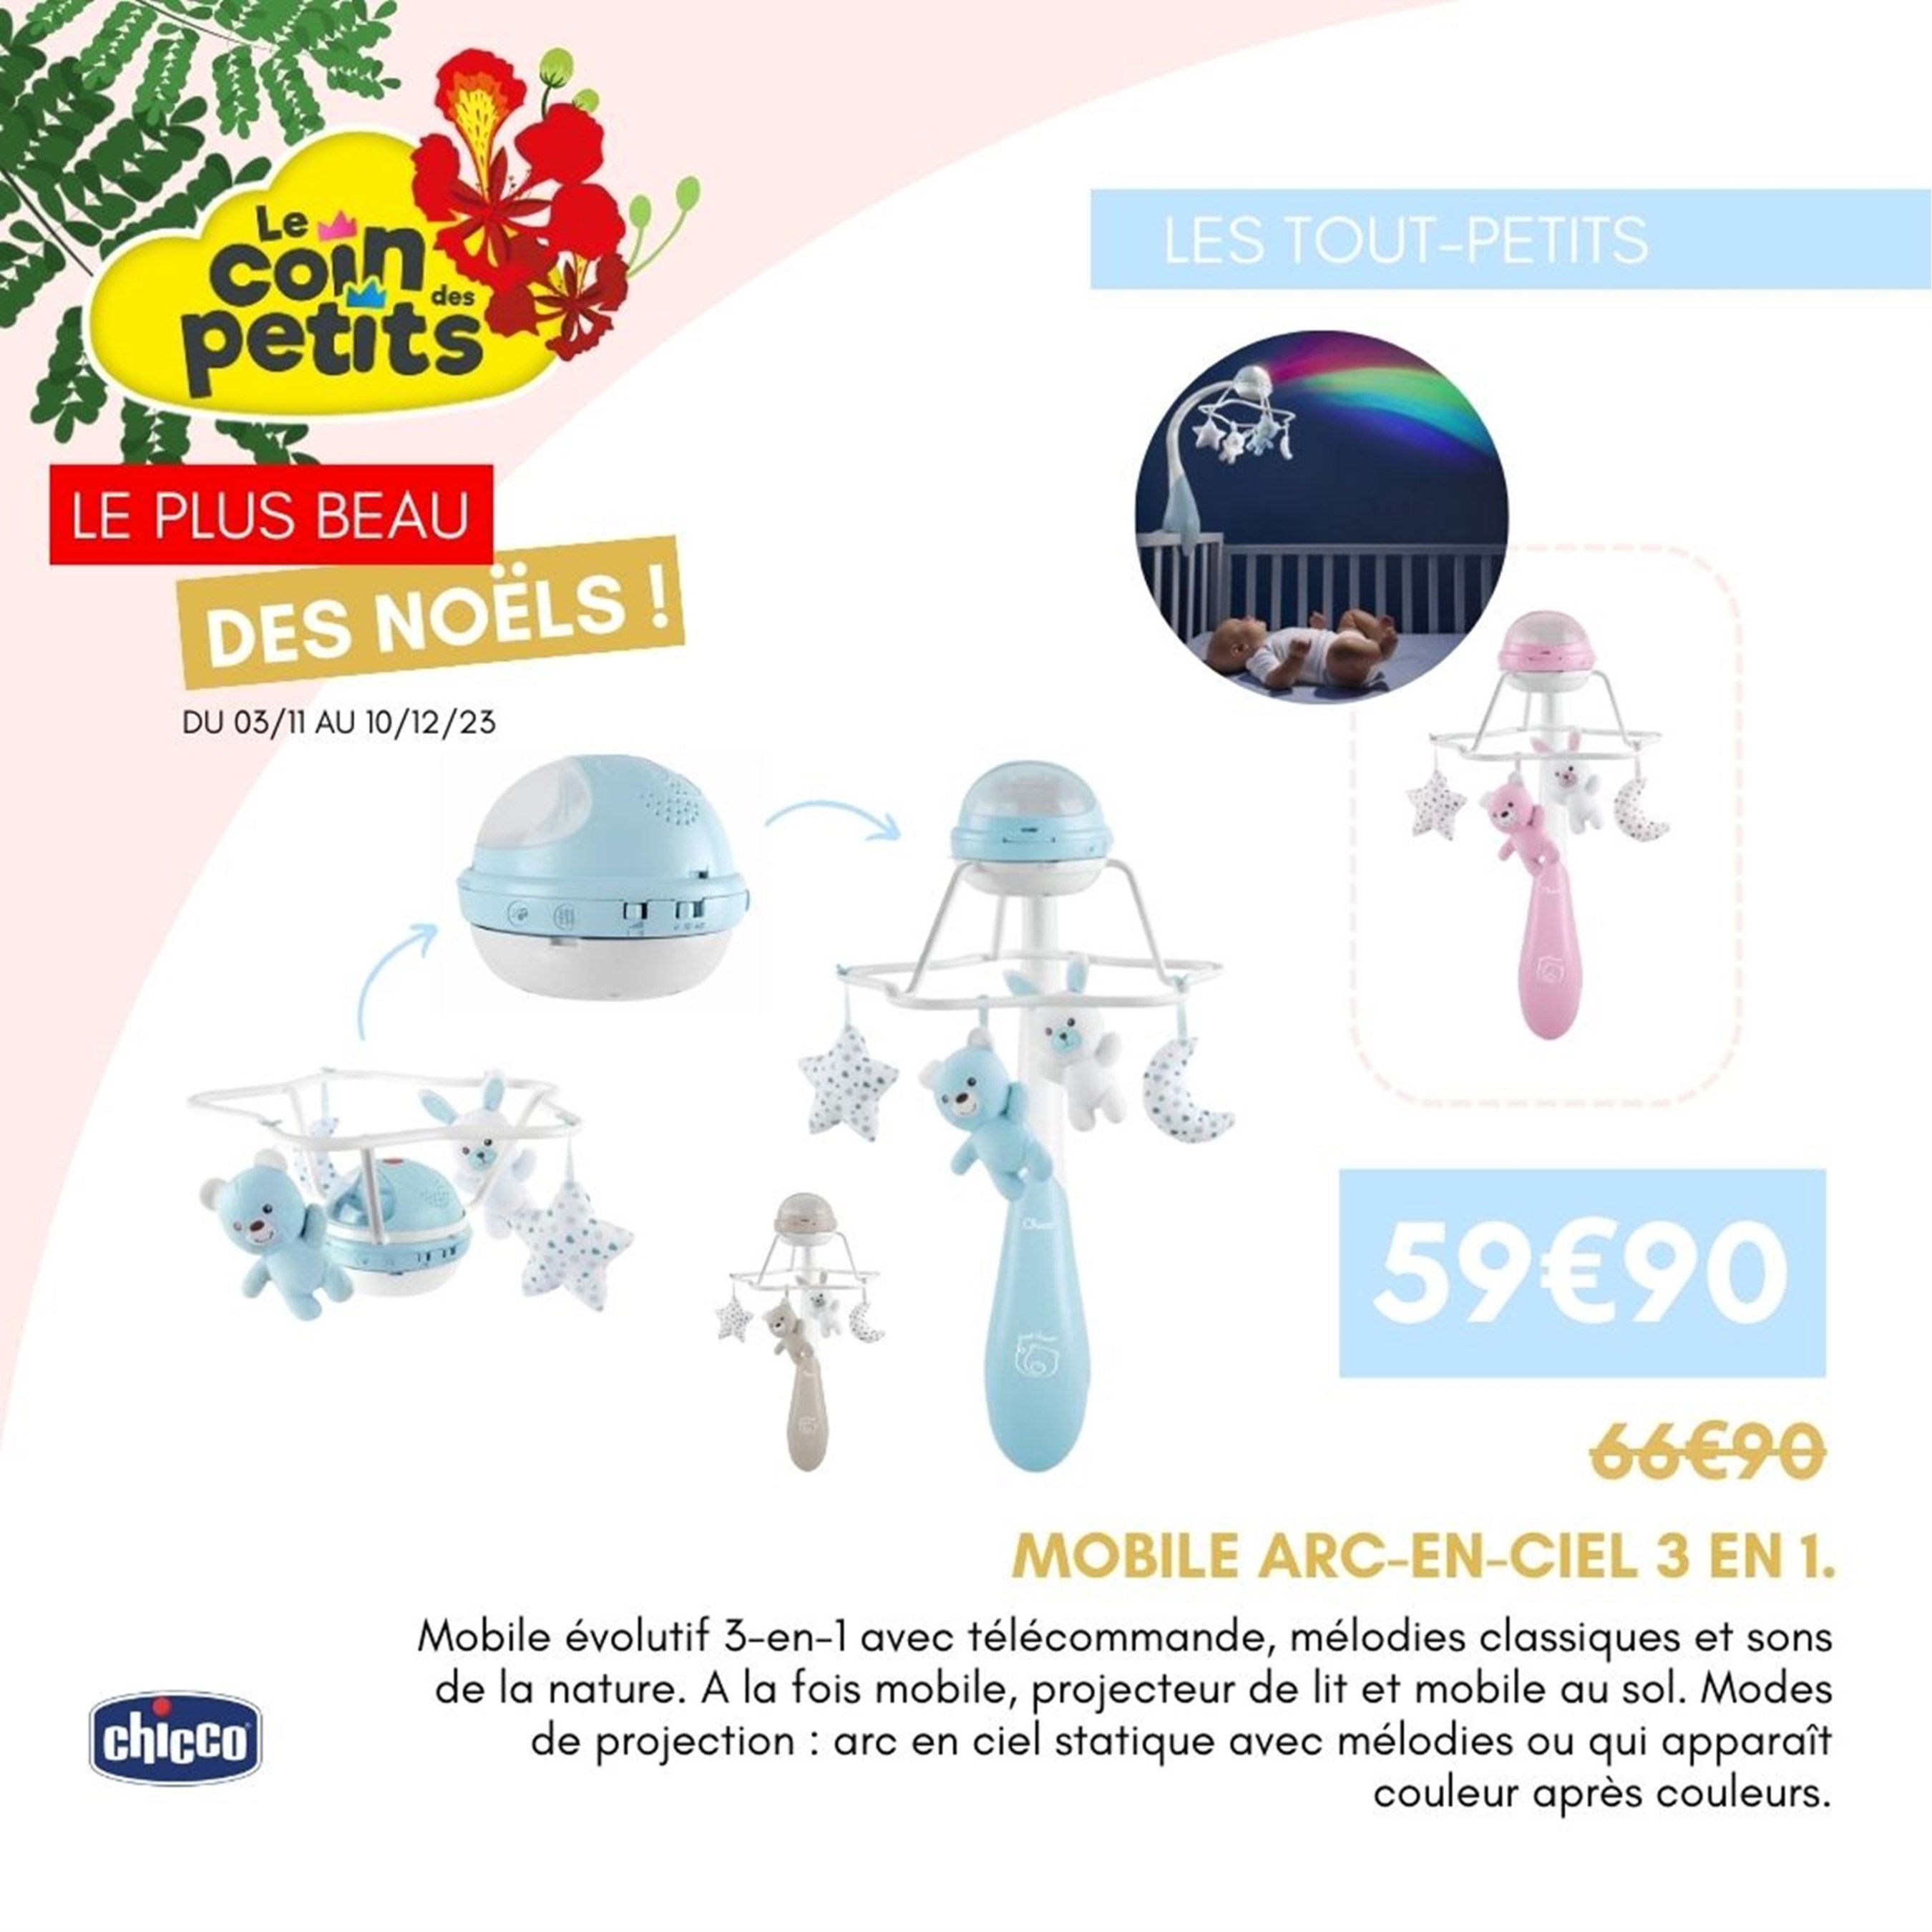 Le
coin
des
petits
LE PLUS BEAU
DES NOËLS !
DU 03/11 AU 10/12/23
LES TOUT-PETITS
59€90
66€90
MOBILE ARC-EN-CIEL 3 EN 1.
Mobile évolutif 3-en-1 avec télécommande, mélodies classiques et sons
de la nature. A la fois mobile, projecteur de lit et mobile au sol. Modes
de projection : arc en ciel statique avec mélodies ou qui apparaît
couleur après couleurs.
chicco